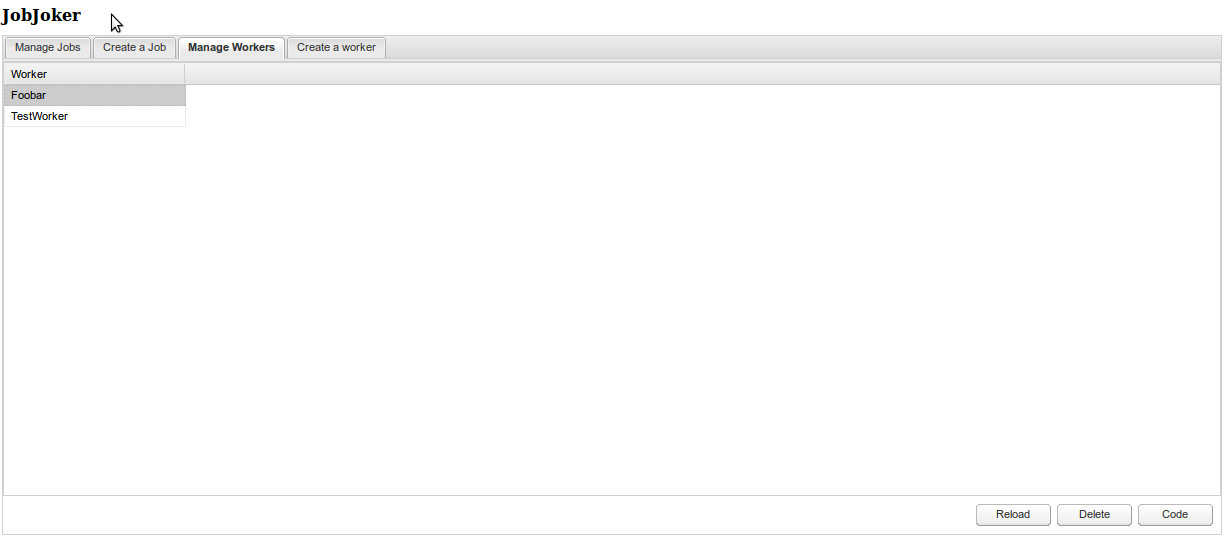 JobJoker
Manage Jobs Create a Job Manage Workers Create a worker
Worker
Foobar
TestWorker
Reload Delete Code